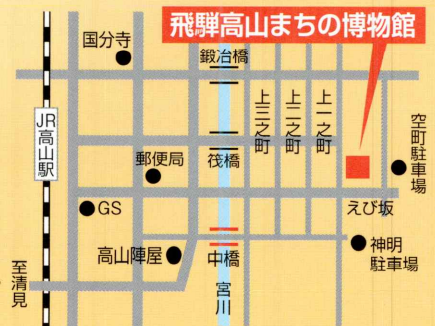 飛騨高山まちの博物館
国分寺
鍛冶橋
JR高山駅
上三之町
上二之町
上一之町
空町駐車場
郵便局
筏橋
GS
えび坂
高山陣屋
中橋
神明
駐車場
至清見
宮川